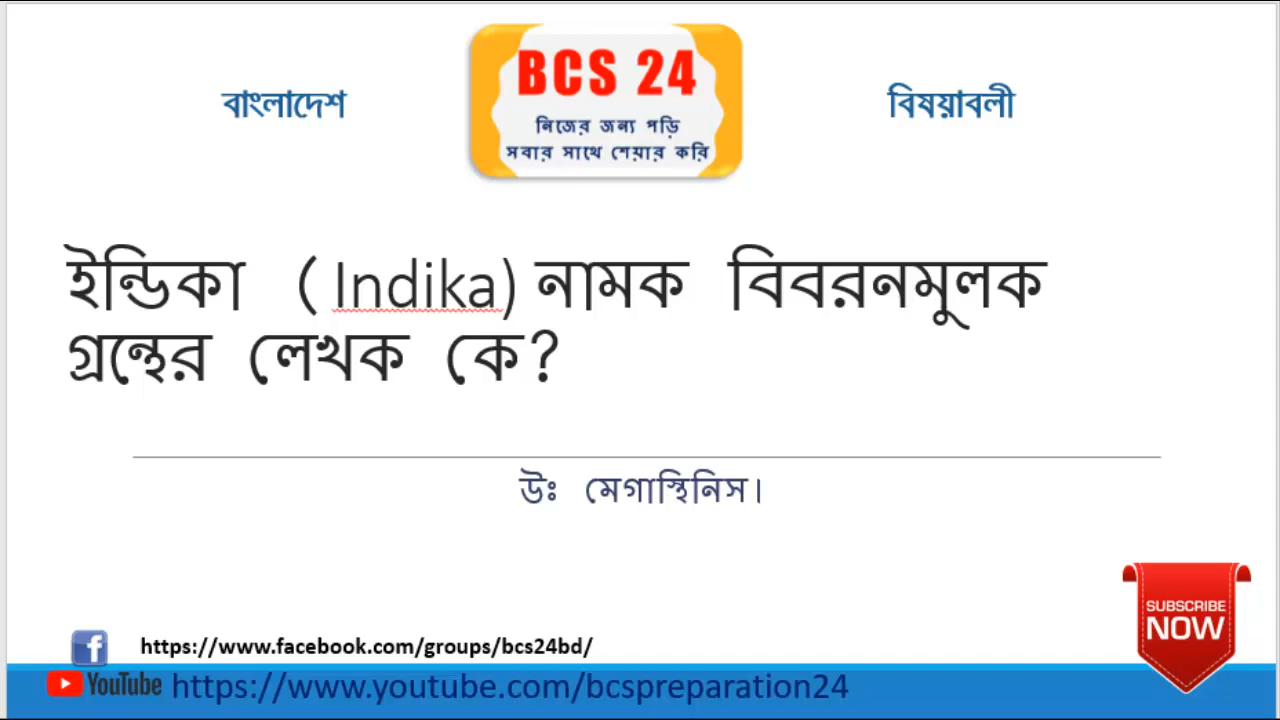 বাংলাদেশ
BCS 24
নিজের জন্য পড়ি
সবার সাথে শেয়ার করি
বিষয়াবলী
ইন্ডিকা ( Indika) নামক বিবরনমুলক
গ্রন্থের লেখক কে?
উঃ মেগাস্থিনিস।
SUBSCRIBE
NOW
f https://www.facebook.com/groups/bcs24bd/
YouTube https://www.youtube.com/bcspreparation24